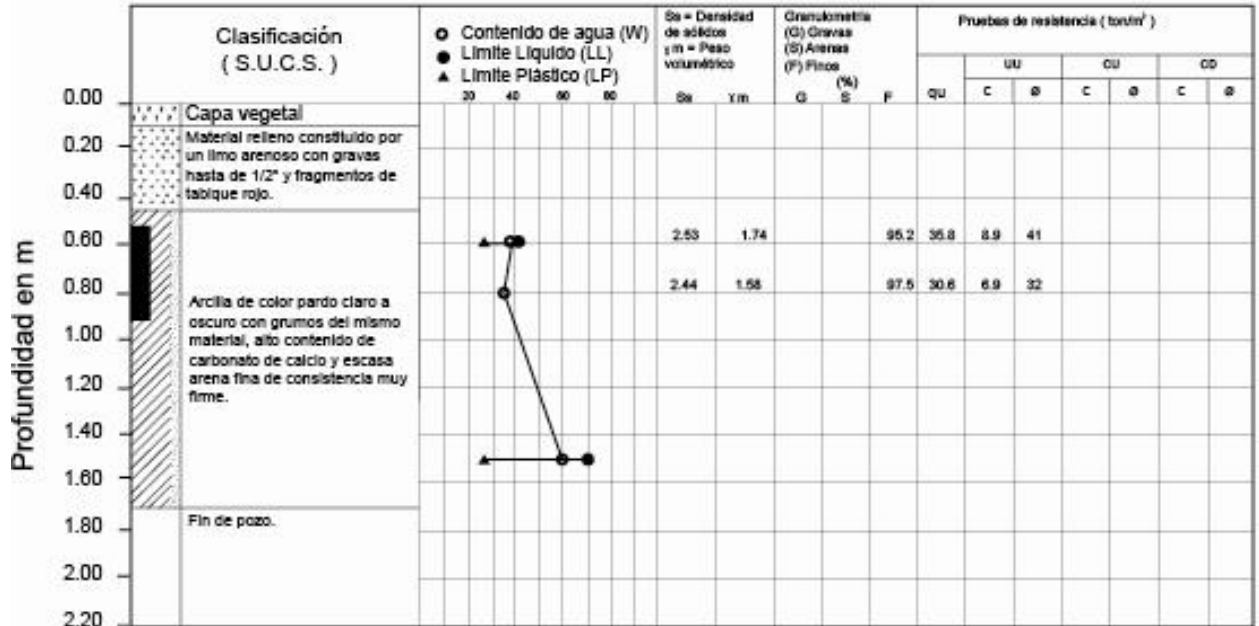 Clasificación
( S.U.C.S. )
Contenido de agua (W)
Limite Liquido (LL)
Limite Plástico (LP)
20 40 60 80
Ss = Densidad
de sólidos
γ m = Peso
volumétrico
Ss γ m
Granulometria
(G) Gravas
(S) Arenas
(F) Finos
(%)
G S F
Pruebas de resistencia ( ton/m² )
UU CU CD
qu C Ø C Ø C Ø
Profundidad en m
0.00
Capa vegetal
0.20
Material relleno constituido por
un limo arenoso con gravas
hasta de 1/2" y fragmentos de
tabique rojo.
0.40
0.60
2.53 1.74 95.2 35.8 8.9 41
0.80
2.44 1.58 97.5 30.6 6.9 32
Arcilla de color pardo claro a
oscuro con grumos del mismo
material, alto contenido de
carbonato de calcio y escasa
arena fina de consistencia muy
firme.
1.00
1.20
1.40
1.60
Fin de pozo.
1.80
2.00
2.20